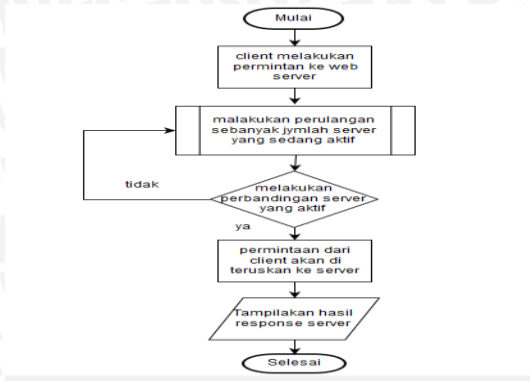 Mulai
client melakukan
permintan ke web
server
malakukan perulangan
sebanyak jymlah server
yang sedang aktif
tidak
melakukan
perbandingan server
yang aktif
ya
permintaan dari
client akan di
teruskan ke server
Tampilakan hasil
response server
Selesai